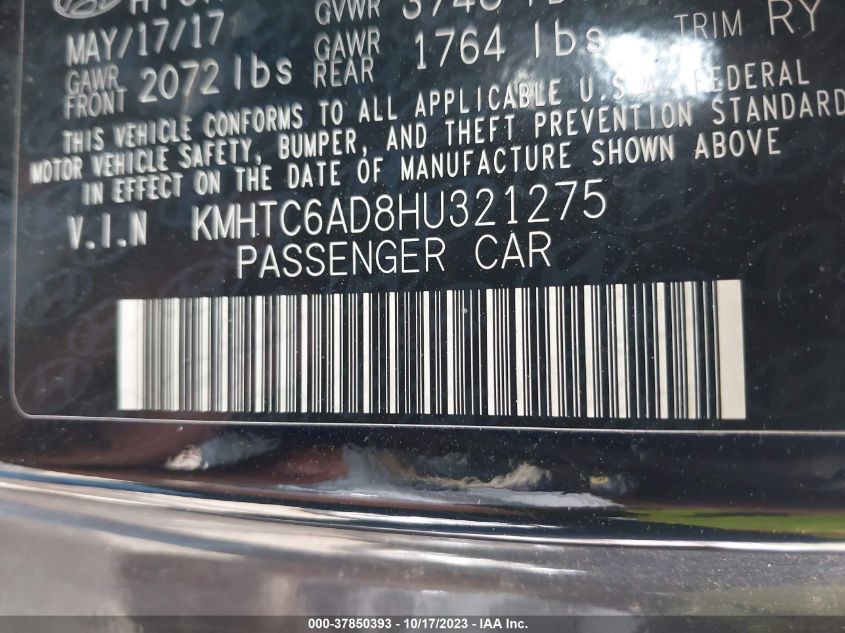 GVWR
MAY/17/17 GAWR REAR 1764 lbs TRIM RY
GAWR FRONT 2072 lbs
THIS VEHICLE CONFORMS TO ALL APPLICABLE U.S.A. FEDERAL
MOTOR VEHICLE SAFETY, BUMPER, AND THEFT PREVENTION STANDARD
IN EFFECT ON THE DATE OF MANUFACTURE SHOWN ABOVE
V.I.N KMHTC6AD8HU321275
PASSENGER CAR
000-37850393 - 10/17/2023 - IAA Inc.